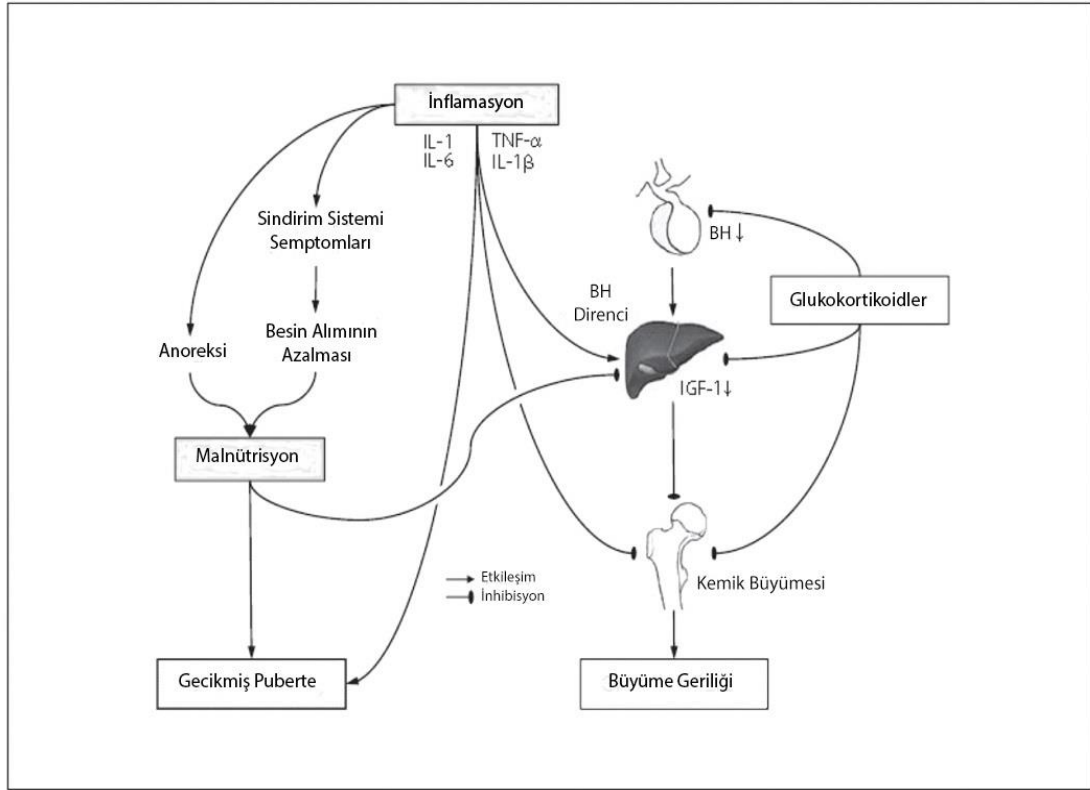 İnflamasyon
IL-1
IL-6
TNF-α
IL-1β
Sindirim Sistemi
Semptomları
BH ↓
Glukokortikoidler
BH
Direnci
Anoreksi
Besin Alımının
Azalması
IGF-1↓
Malnütrisyon
Etkileşim
İnhibisyon
Kemik Büyümesi
Gecikmiş Puberte
Büyüme Geriliği